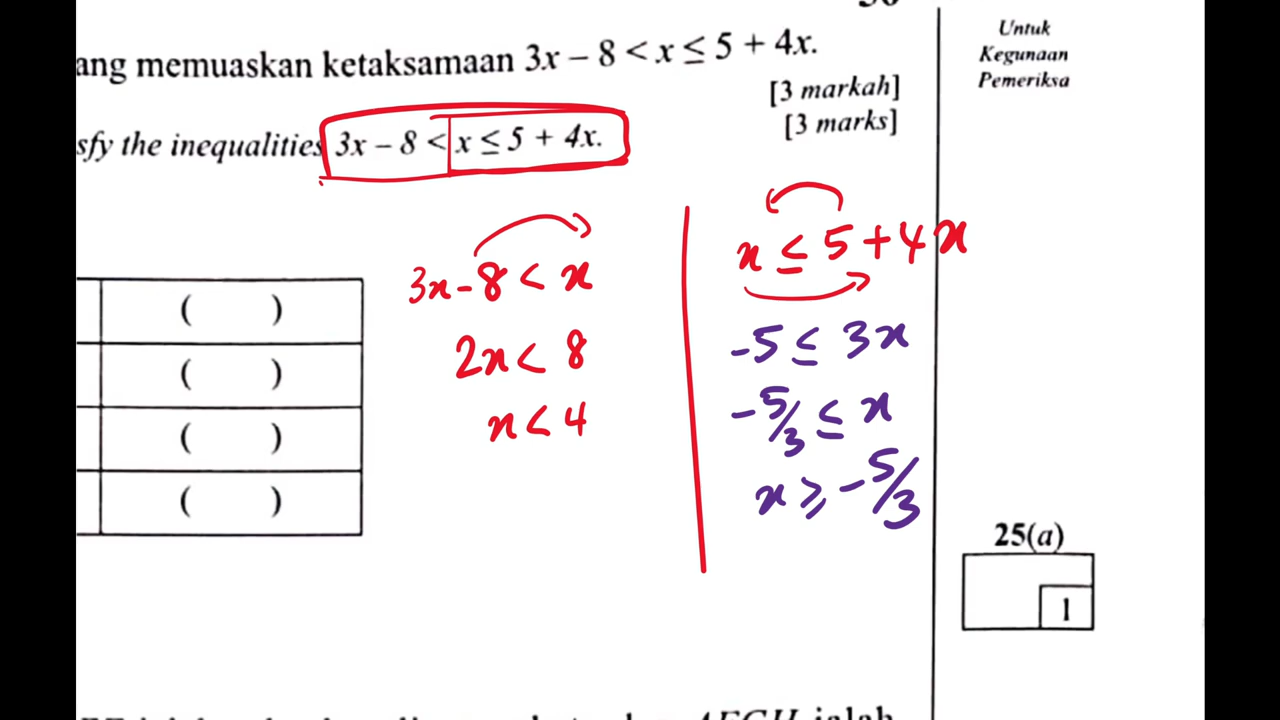 ang memuaskan ketaksamaan 3x – 8 < x ≤ 5 + 4x.
[3 markah]
sfy the inequalities 3x – 8 < x ≤ 5 + 4x.
[3 marks]
Untuk
Kegunaan
Pemeriksa
( )
( )
( )
( )
3x - 8 < x
2x < 8
x < 4
x ≤ 5 + 4x
-5 ≤ 3x
-5/3 ≤ x
x ≥ -5/3
25(a)
1